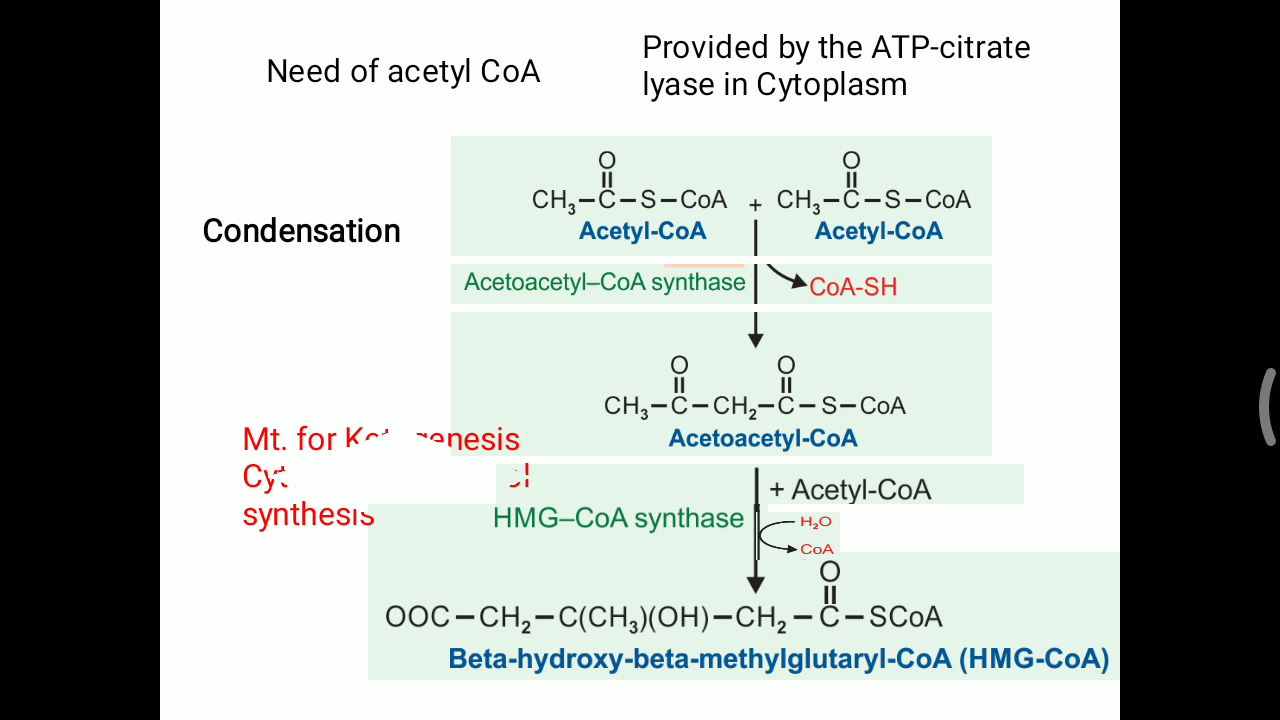 Need of acetyl CoA
Provided by the ATP-citrate
lyase in Cytoplasm
O O
CH₃–C–S–CoA + CH₃–C–S–CoA
Acetyl-CoA Acetyl-CoA
Condensation
Acetoacetyl–CoA synthase CoA-SH
O O
CH₃–C–CH₂–C–S–CoA
Acetoacetyl-CoA
Mt. for
synthesis
+ Acetyl-CoA
HMG–CoA synthase
H₂O
CoA
O
OOC–CH₂–C(CH₃)(OH)–CH₂–C–SCoA
Beta-hydroxy-beta-methylglutaryl-CoA (HMG-CoA)